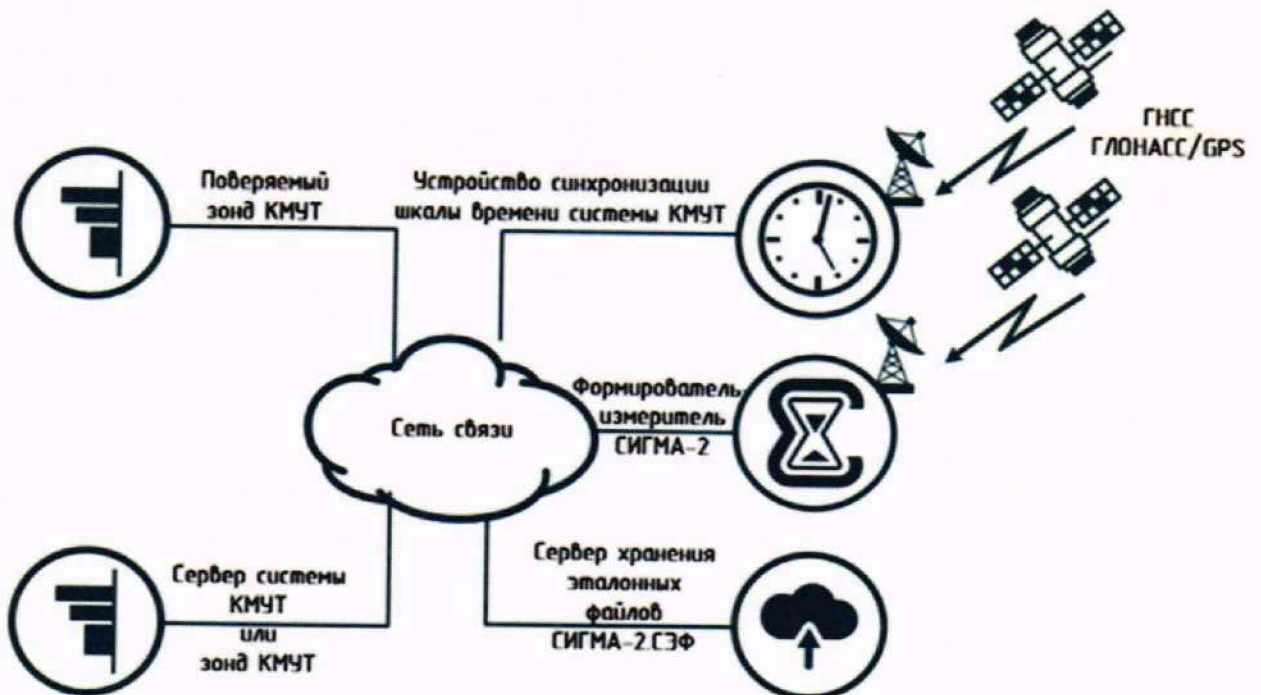 ГНСС
ГЛОНАСС/GPS
Поверяемый
зонд КМУТ
Устройство синхронизации
шкалы времени системы КМУТ
Сеть связи
Формирователь-
измеритель
СИГМА-2
Сервер системы
КМУТ
или
зонд КМУТ
Сервер хранения
эталонных
файлов
СИГМА-2.СЭФ